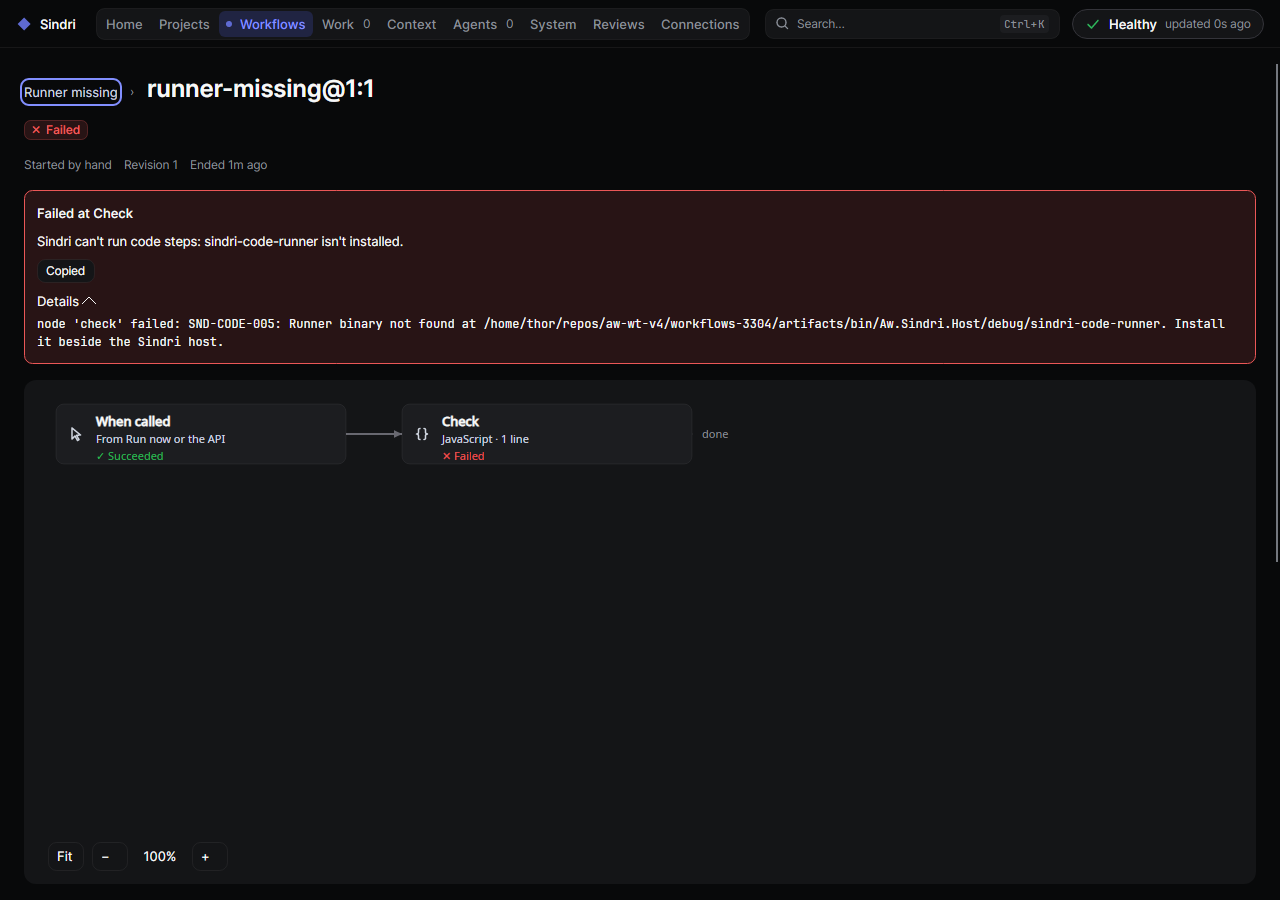 Sindri Home Projects Workflows Work 0 Context Agents 0 System Reviews Connections Search... Ctrl+K Healthy updated 0s ago
Runner missing › runner-missing@1:1
✕ Failed
Started by hand Revision 1 Ended 1m ago
Failed at Check
Sindri can't run code steps: sindri-code-runner isn't installed.
Copied
Details
node 'check' failed: SND-CODE-005: Runner binary not found at /home/thor/repos/aw-wt-v4/workflows-3304/artifacts/bin/Aw.Sindri.Host/debug/sindri-code-runner. Install
it beside the Sindri host.
When called
From Run now or the API
✓ Succeeded
{} Check
JavaScript · 1 line
✕ Failed
done
Fit − 100% +